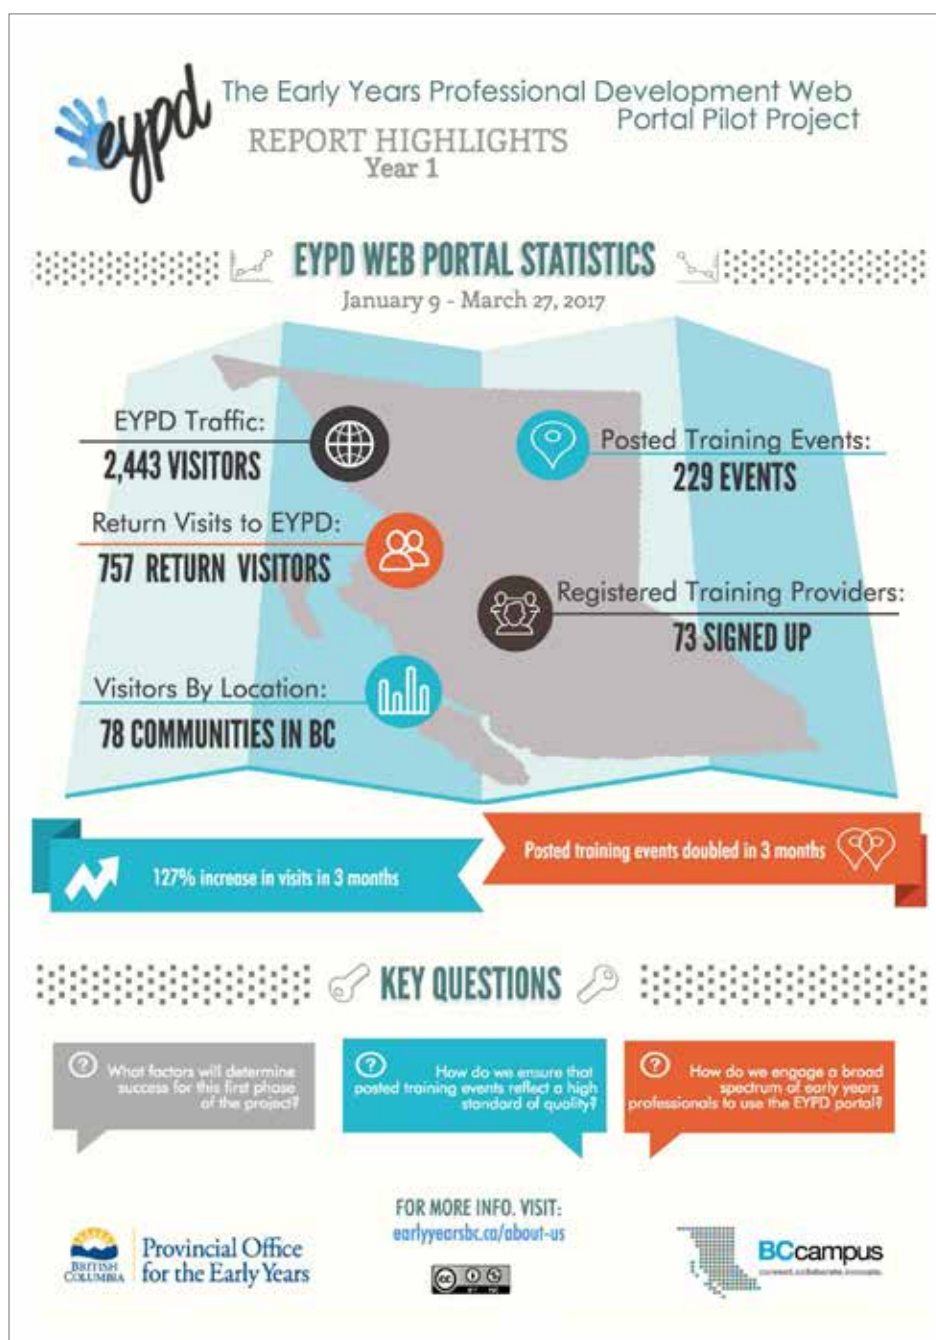 eypd
The Early Years Professional Development Web
Portal Pilot Project
REPORT HIGHLIGHTS
Year 1
EYPD WEB PORTAL STATISTICS
January 9 - March 27, 2017
EYPD Traffic:
2,443 VISITORS
Posted Training Events:
229 EVENTS
Return Visits to EYPD:
757 RETURN VISITORS
Registered Training Providers:
73 SIGNED UP
Visitors By Location:
78 COMMUNITIES IN BC
127% increase in visits in 3 months
Posted training events doubled in 3 months
KEY QUESTIONS
?
What factors will determine
success for this first phase
of the project?
?
How do we ensure that
posted training events reflect a high
standard of quality?
?
How do we engage a broad
spectrum of early years
professionals to use the EYPD portal?
FOR MORE INFO. VISIT:
earlyyearsbc.ca/about-us
BRITISH
COLUMBIA
Provincial Office
for the Early Years
cc
BCcampus
connect. collaborate. innovate.